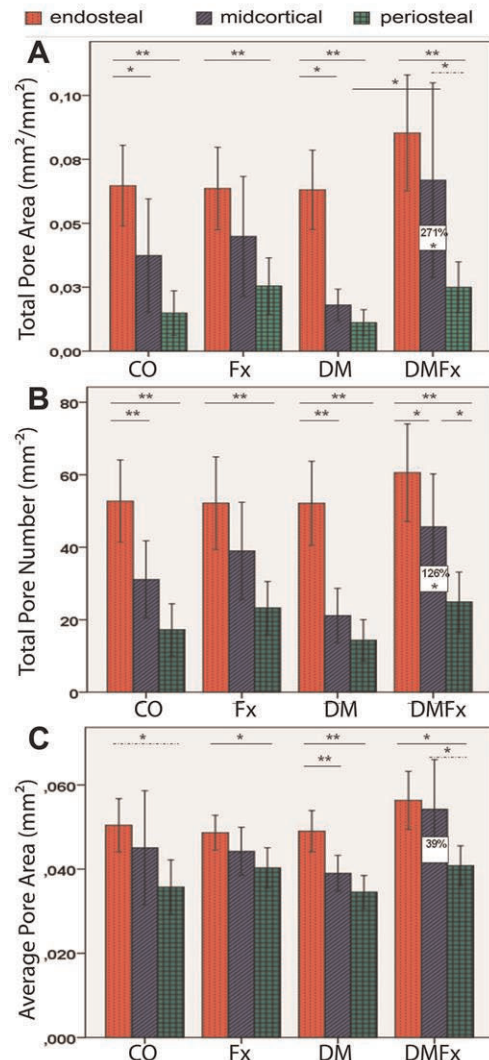 endosteal midcortical periosteal
A
** ** ** **
* * *
*
Total Pore Area (mm²/mm²)
0,10
0,08
0,05
0,03
0,00
271%
*
CO Fx DM DMFx
B
** ** ** **
** ** * *
Total Pore Number (mm⁻²)
80
60
40
20
0
126%
*
CO Fx DM DMFx
C
* * ** *
** *
Average Pore Area (mm²)
,060
,040
,020
,000
39%
CO Fx DM DMFx